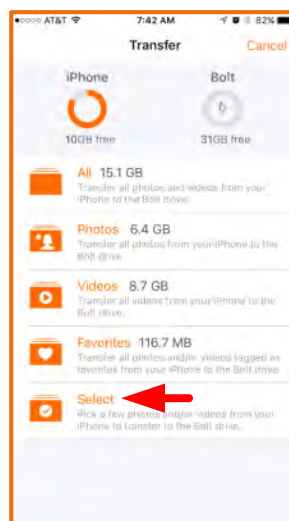 AT&T 7:42 AM 82%
Transfer Cancel
iPhone Bolt
10GB free 31GB free
All 15.1 GB
Transfer all photos and videos from your
iPhone to the Bolt drive.
Photos 6.4 GB
Transfer all photos from your iPhone to the
Bolt drive.
Videos 8.7 GB
Transfer all videos from your iPhone to the
Bolt drive.
Favorites 116.7 MB
Transfer all photos and/or videos tagged as
favorites from your iPhone to the Bolt drive.
Select
Pick a few photos and/or videos from your
iPhone to transfer to the Bolt drive.